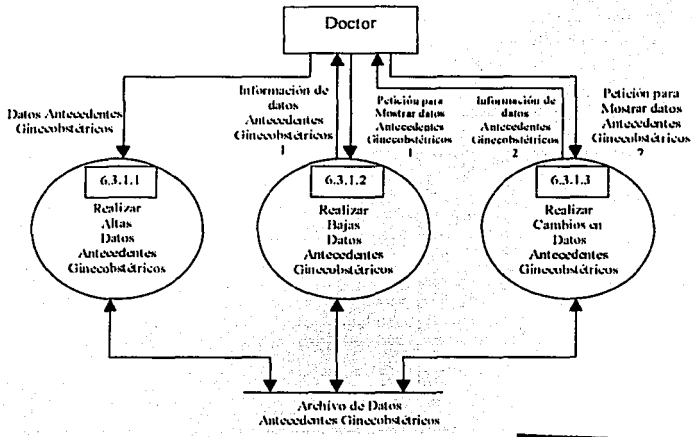 Doctor
Datos Antecedentes
Ginecobstétricos
Información de
datos
Antecedentes
Ginecobstétricos
1
Petición para
Mostrar datos
Antecedentes
Ginecobstétricos
1
Información de
datos
Antecedentes
Ginecobstétricos
2
Petición para
Mostrar datos
Antecedentes
Ginecobstétricos
?
6.3.1.1
Realizar
Altas
Datos
Antecedentes
Ginecobstétricos
6.3.1.2
Realizar
Bajas
Datos
Antecedentes
Ginecobstétricos
6.3.1.3
Realizar
Cambios en
Datos
Antecedentes
Ginecobstétricos
Archivo de Datos
Antecedentes Ginecobstétricos